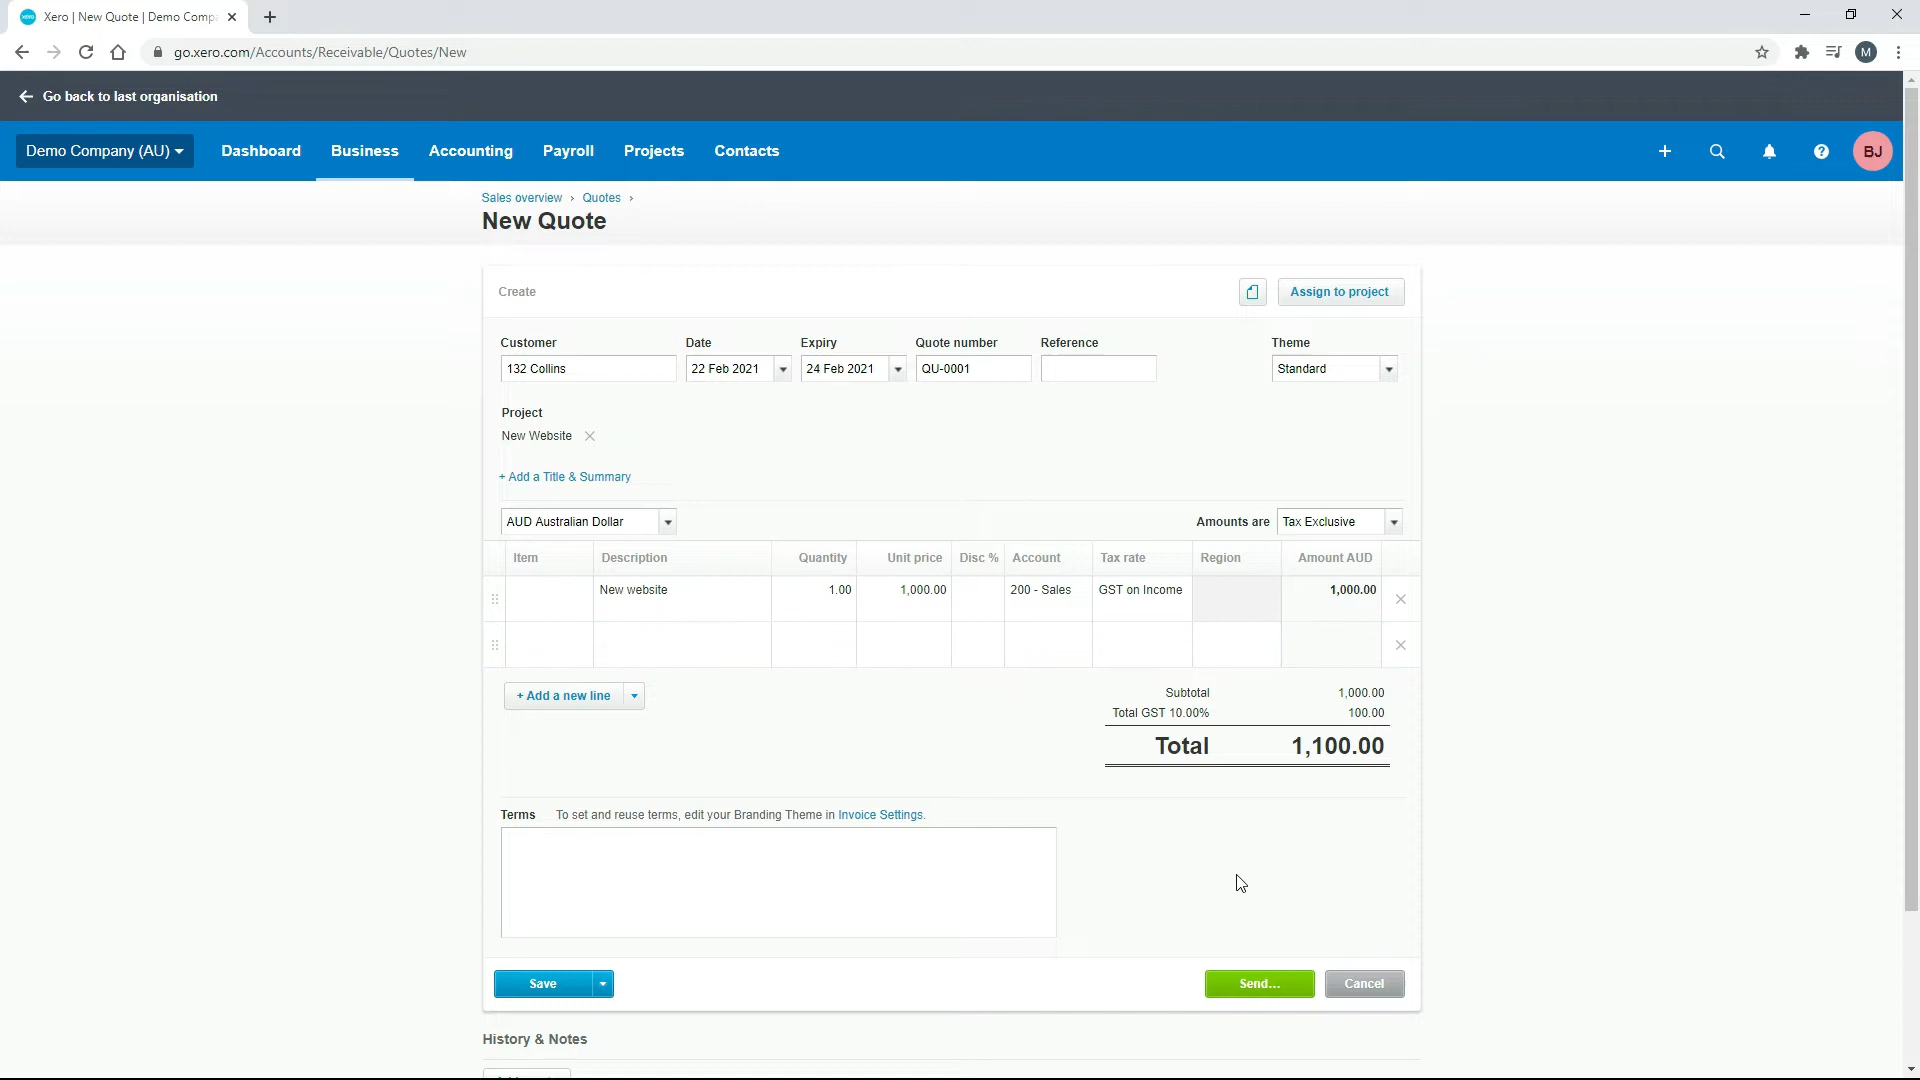 Xero | New Quote | Demo Comp
go.xero.com/Accounts/Receivable/Quotes/New
M
Go back to last organisation
Demo Company (AU) Dashboard Business Accounting Payroll Projects Contacts BJ
Sales overview › Quotes ›
New Quote
Create Assign to project
Customer Date Expiry Quote number Reference Theme
132 Collins 22 Feb 2021 24 Feb 2021 QU-0001 Standard
Project
New Website
+ Add a Title & Summary
AUD Australian Dollar Amounts are Tax Exclusive
Item Description Quantity Unit price Disc % Account Tax rate Region Amount AUD
New website 1.00 1,000.00 200 - Sales GST on Income 1,000.00
+ Add a new line
Subtotal 1,000.00
Total GST 10.00% 100.00
Total 1,100.00
Terms To set and reuse terms, edit your Branding Theme in Invoice Settings.
Save Send... Cancel
History & Notes